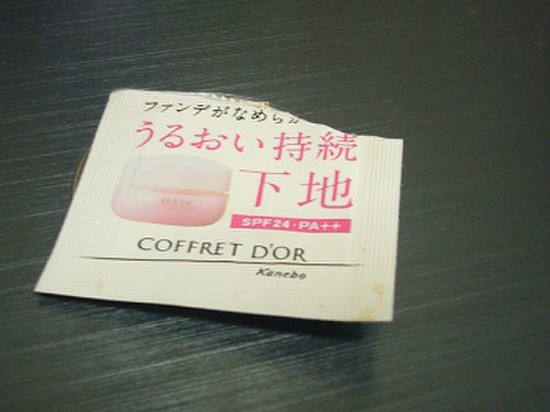 ファンデがなめらか
うるおい持続
下地
SPF24・PA++
COFFRET D'OR
Kanebo